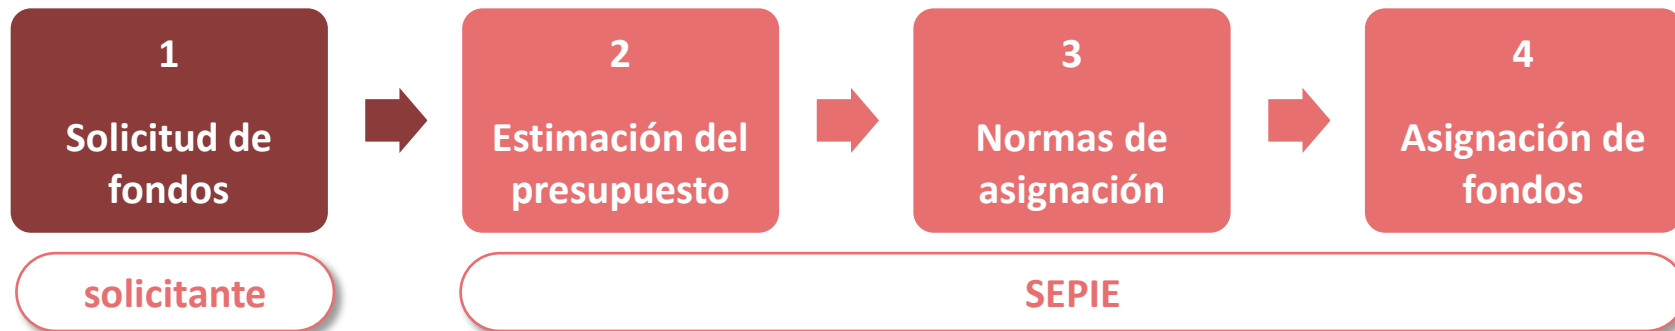 1
Solicitud de
fondos
2
Estimación del
presupuesto
3
Normas de
asignación
4
Asignación de
fondos
solicitante
SEPIE